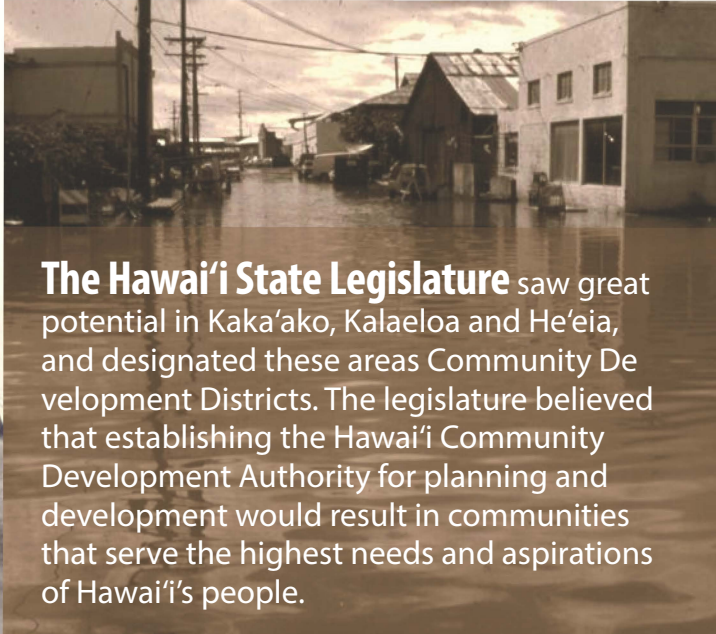 The Hawai‘i State Legislature saw great
potential in Kaka‘ako, Kalaeloa and He‘eia,
and designated these areas Community De
velopment Districts. The legislature believed
that establishing the Hawai‘i Community
Development Authority for planning and
development would result in communities
that serve the highest needs and aspirations
of Hawai‘i’s people.